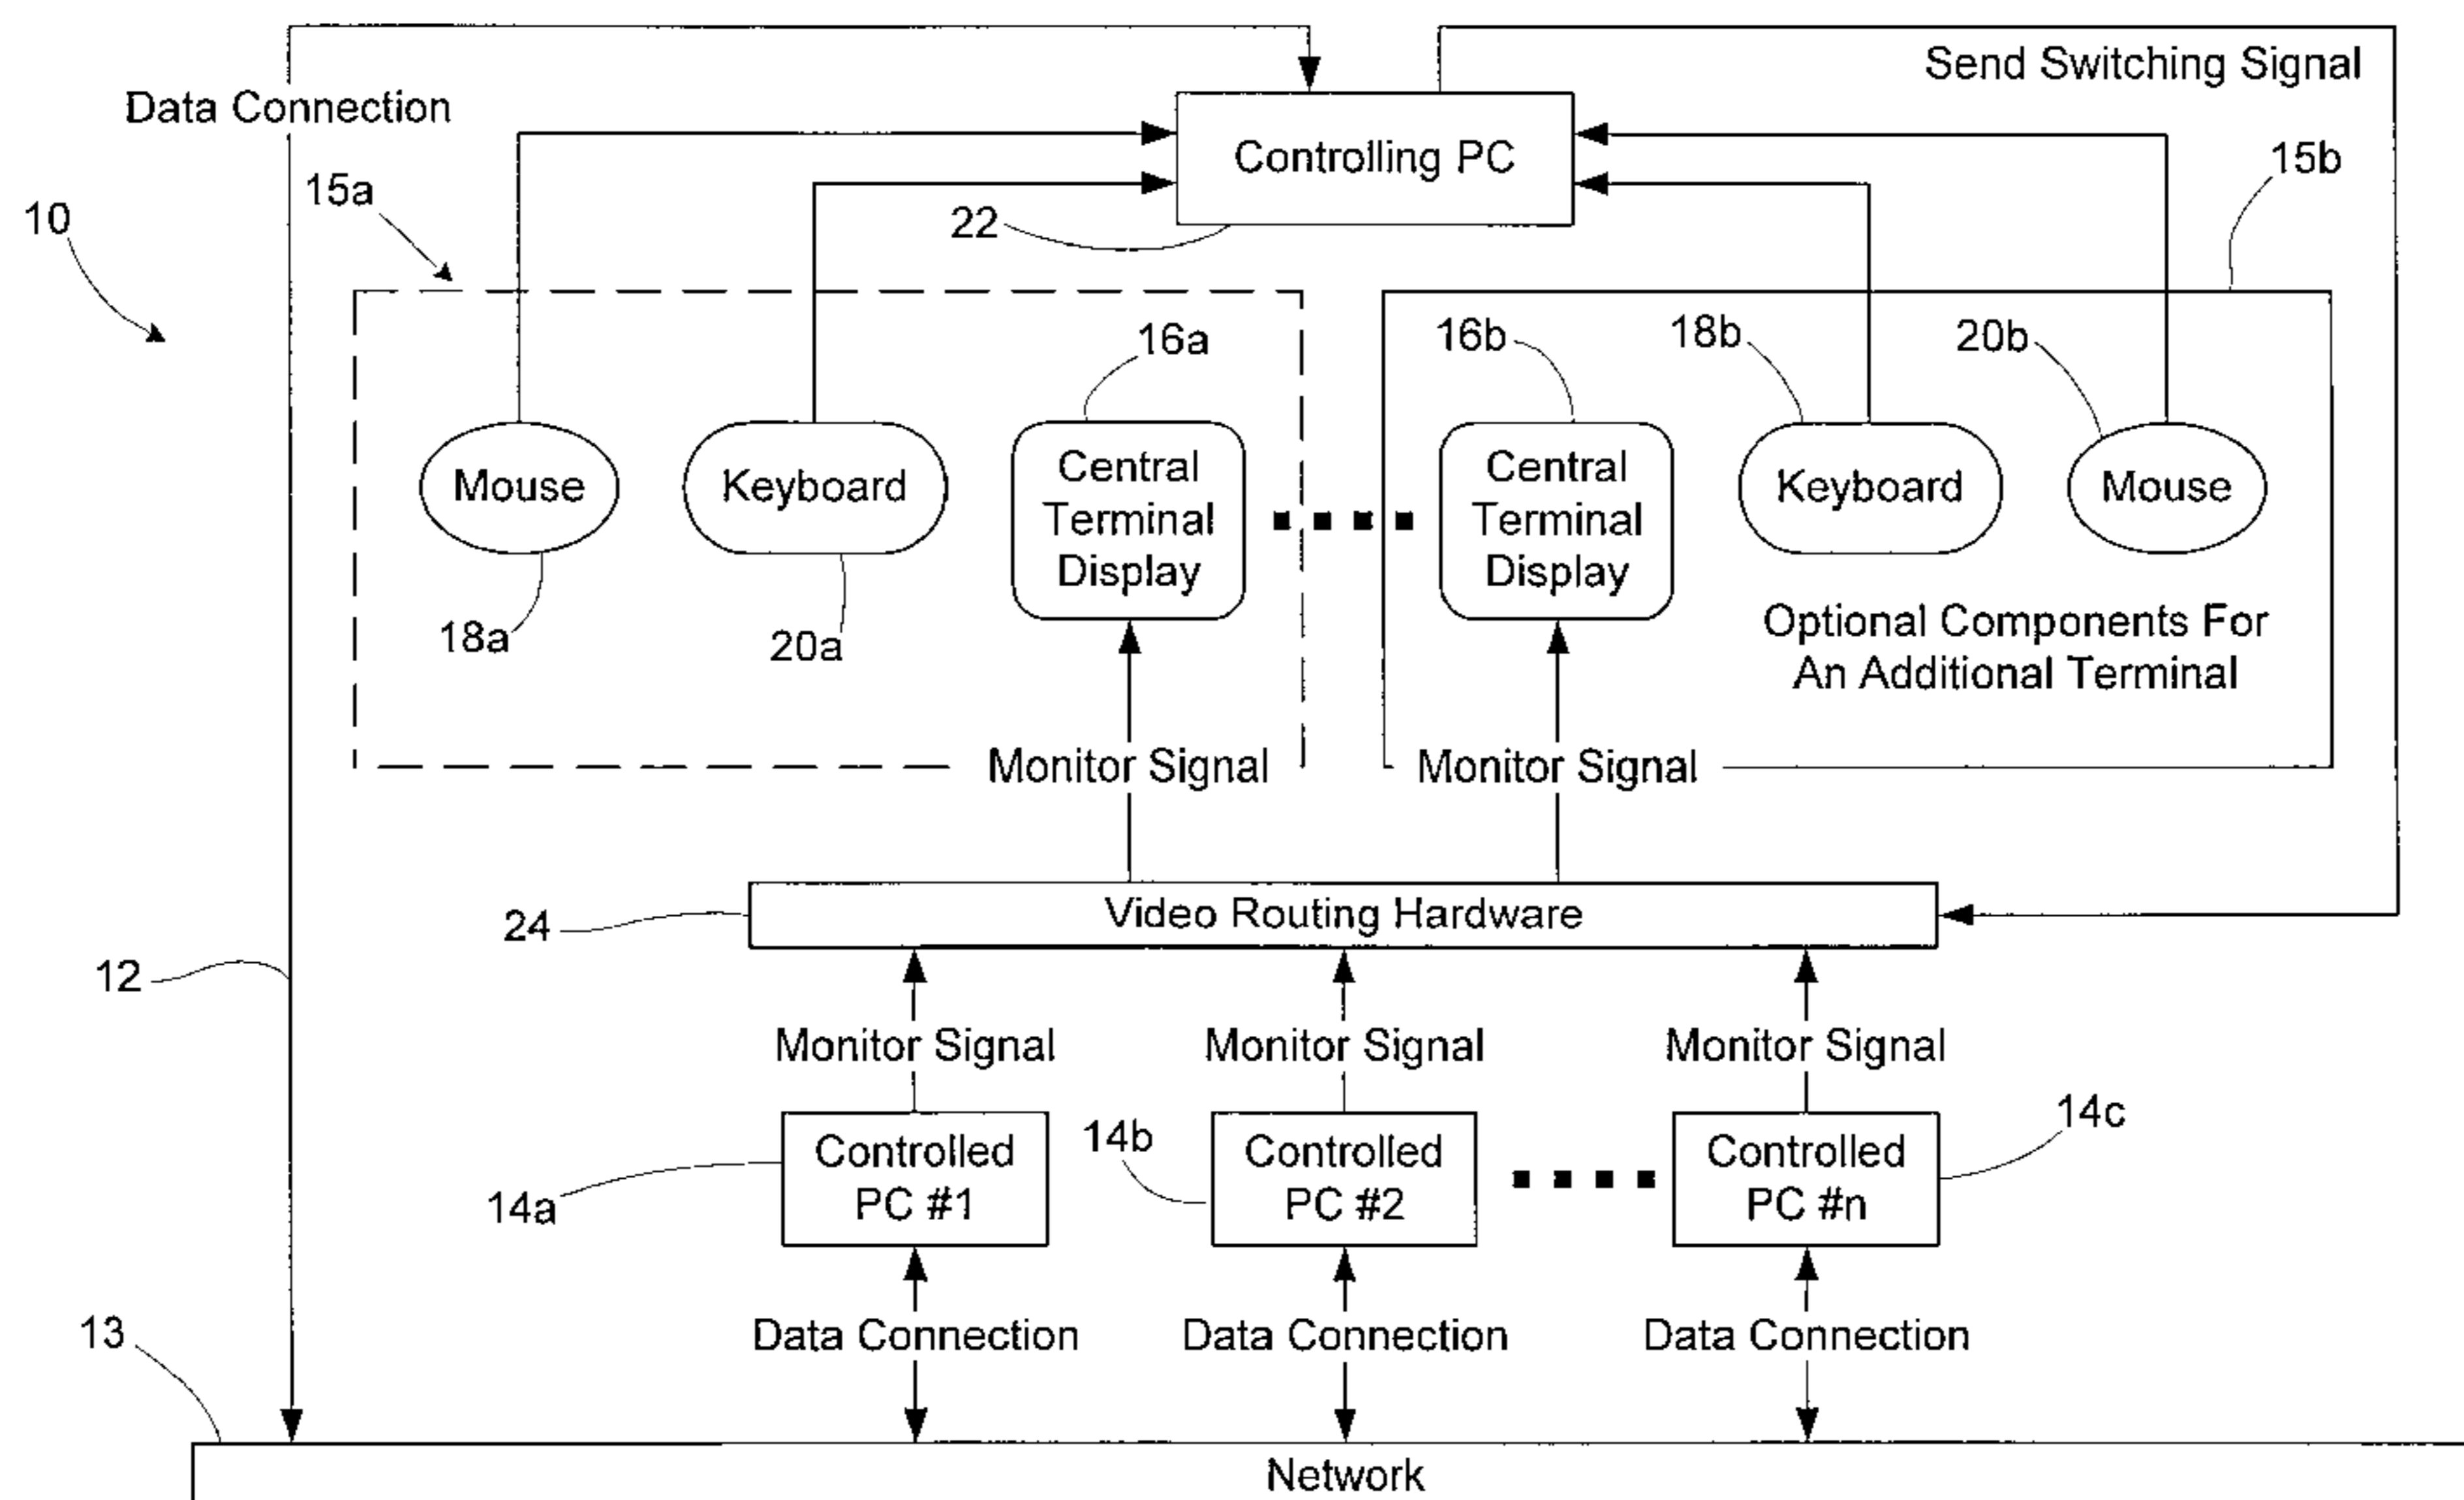 Send Switching Signal
Data Connection
Controlling PC
15a
15b
10
22
16a
16b
18b
20b
Mouse
Keyboard
Central
Terminal
Display
Central
Terminal
Display
Keyboard
Mouse
18a
20a
Optional Components For
An Additional Terminal
Monitor Signal
Monitor Signal
24
Video Routing Hardware
12
Monitor Signal
Monitor Signal
Monitor Signal
14a
Controlled
PC #1
14b
Controlled
PC #2
Controlled
PC #n
14c
13
Data Connection
Data Connection
Data Connection
Network